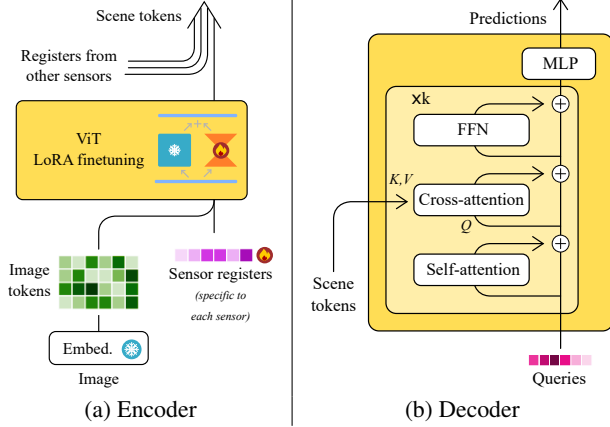 Scene tokens
Registers from
other sensors
ViT
LoRA finetuning
+
Image
tokens
Sensor registers
(specific to
each sensor)
Embed.
Image
(a) Encoder
Predictions
MLP
xk
+
FFN
K,V
+
Cross-attention
Q
+
Self-attention
Scene
tokens
Queries
(b) Decoder